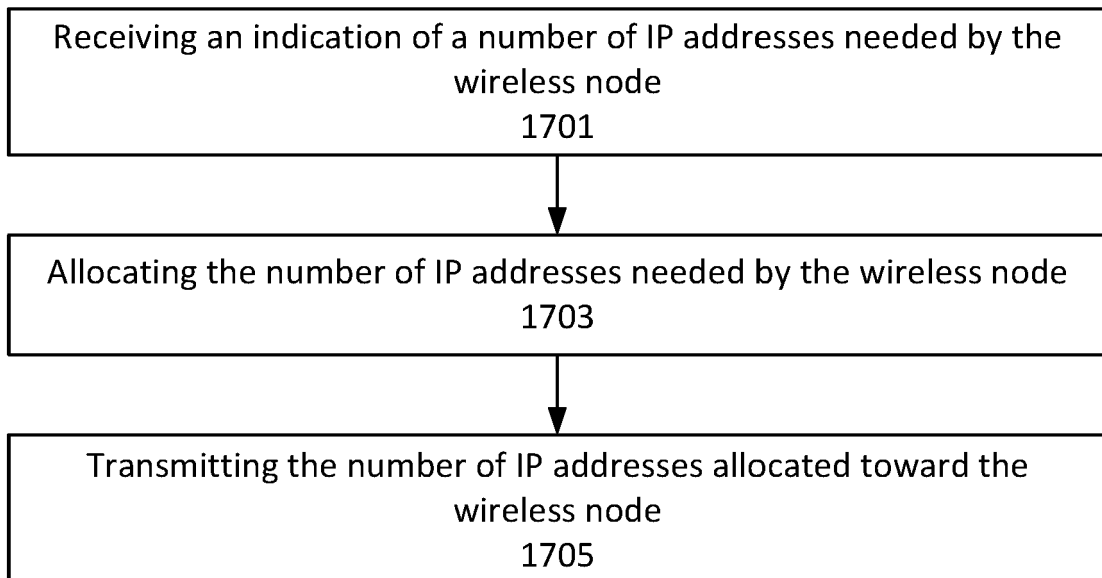 Receiving an indication of a number of IP addresses needed by the
wireless node
1701
Allocating the number of IP addresses needed by the wireless node
1703
Transmitting the number of IP addresses allocated toward the
wireless node
1705